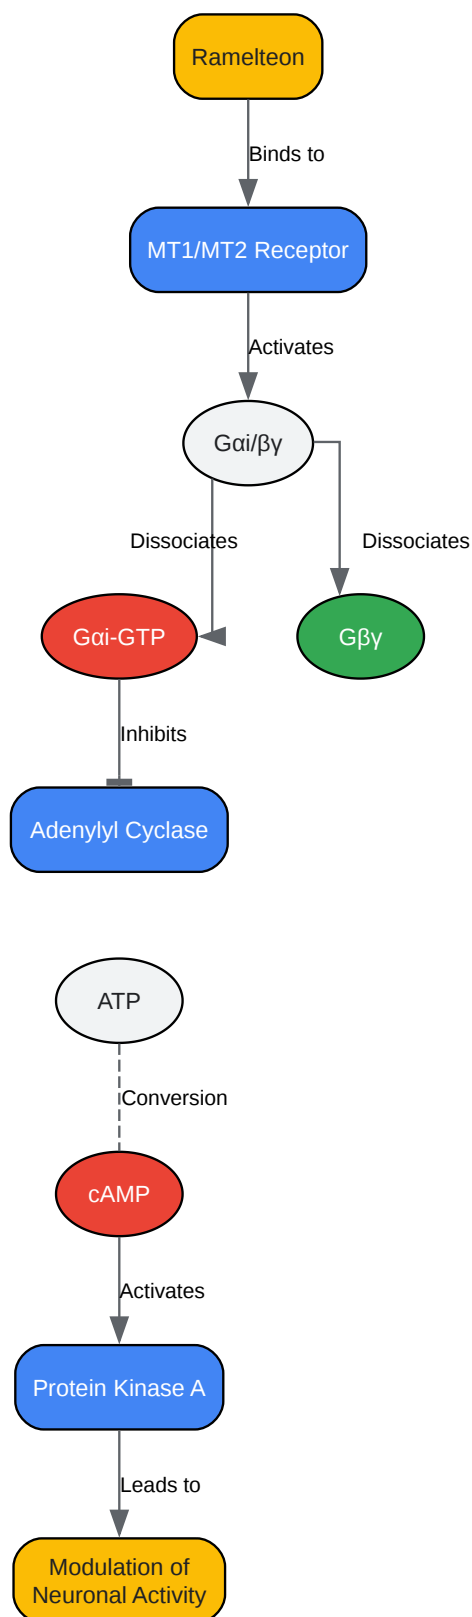 Ramelteon
Binds to
MT1/MT2 Receptor
Activates
Gαi/βγ
Dissociates
Dissociates
Gαi-GTP
Gβγ
Inhibits
Adenylyl Cyclase
ATP
Conversion
cAMP
Activates
Protein Kinase A
Leads to
Modulation of
Neuronal Activity